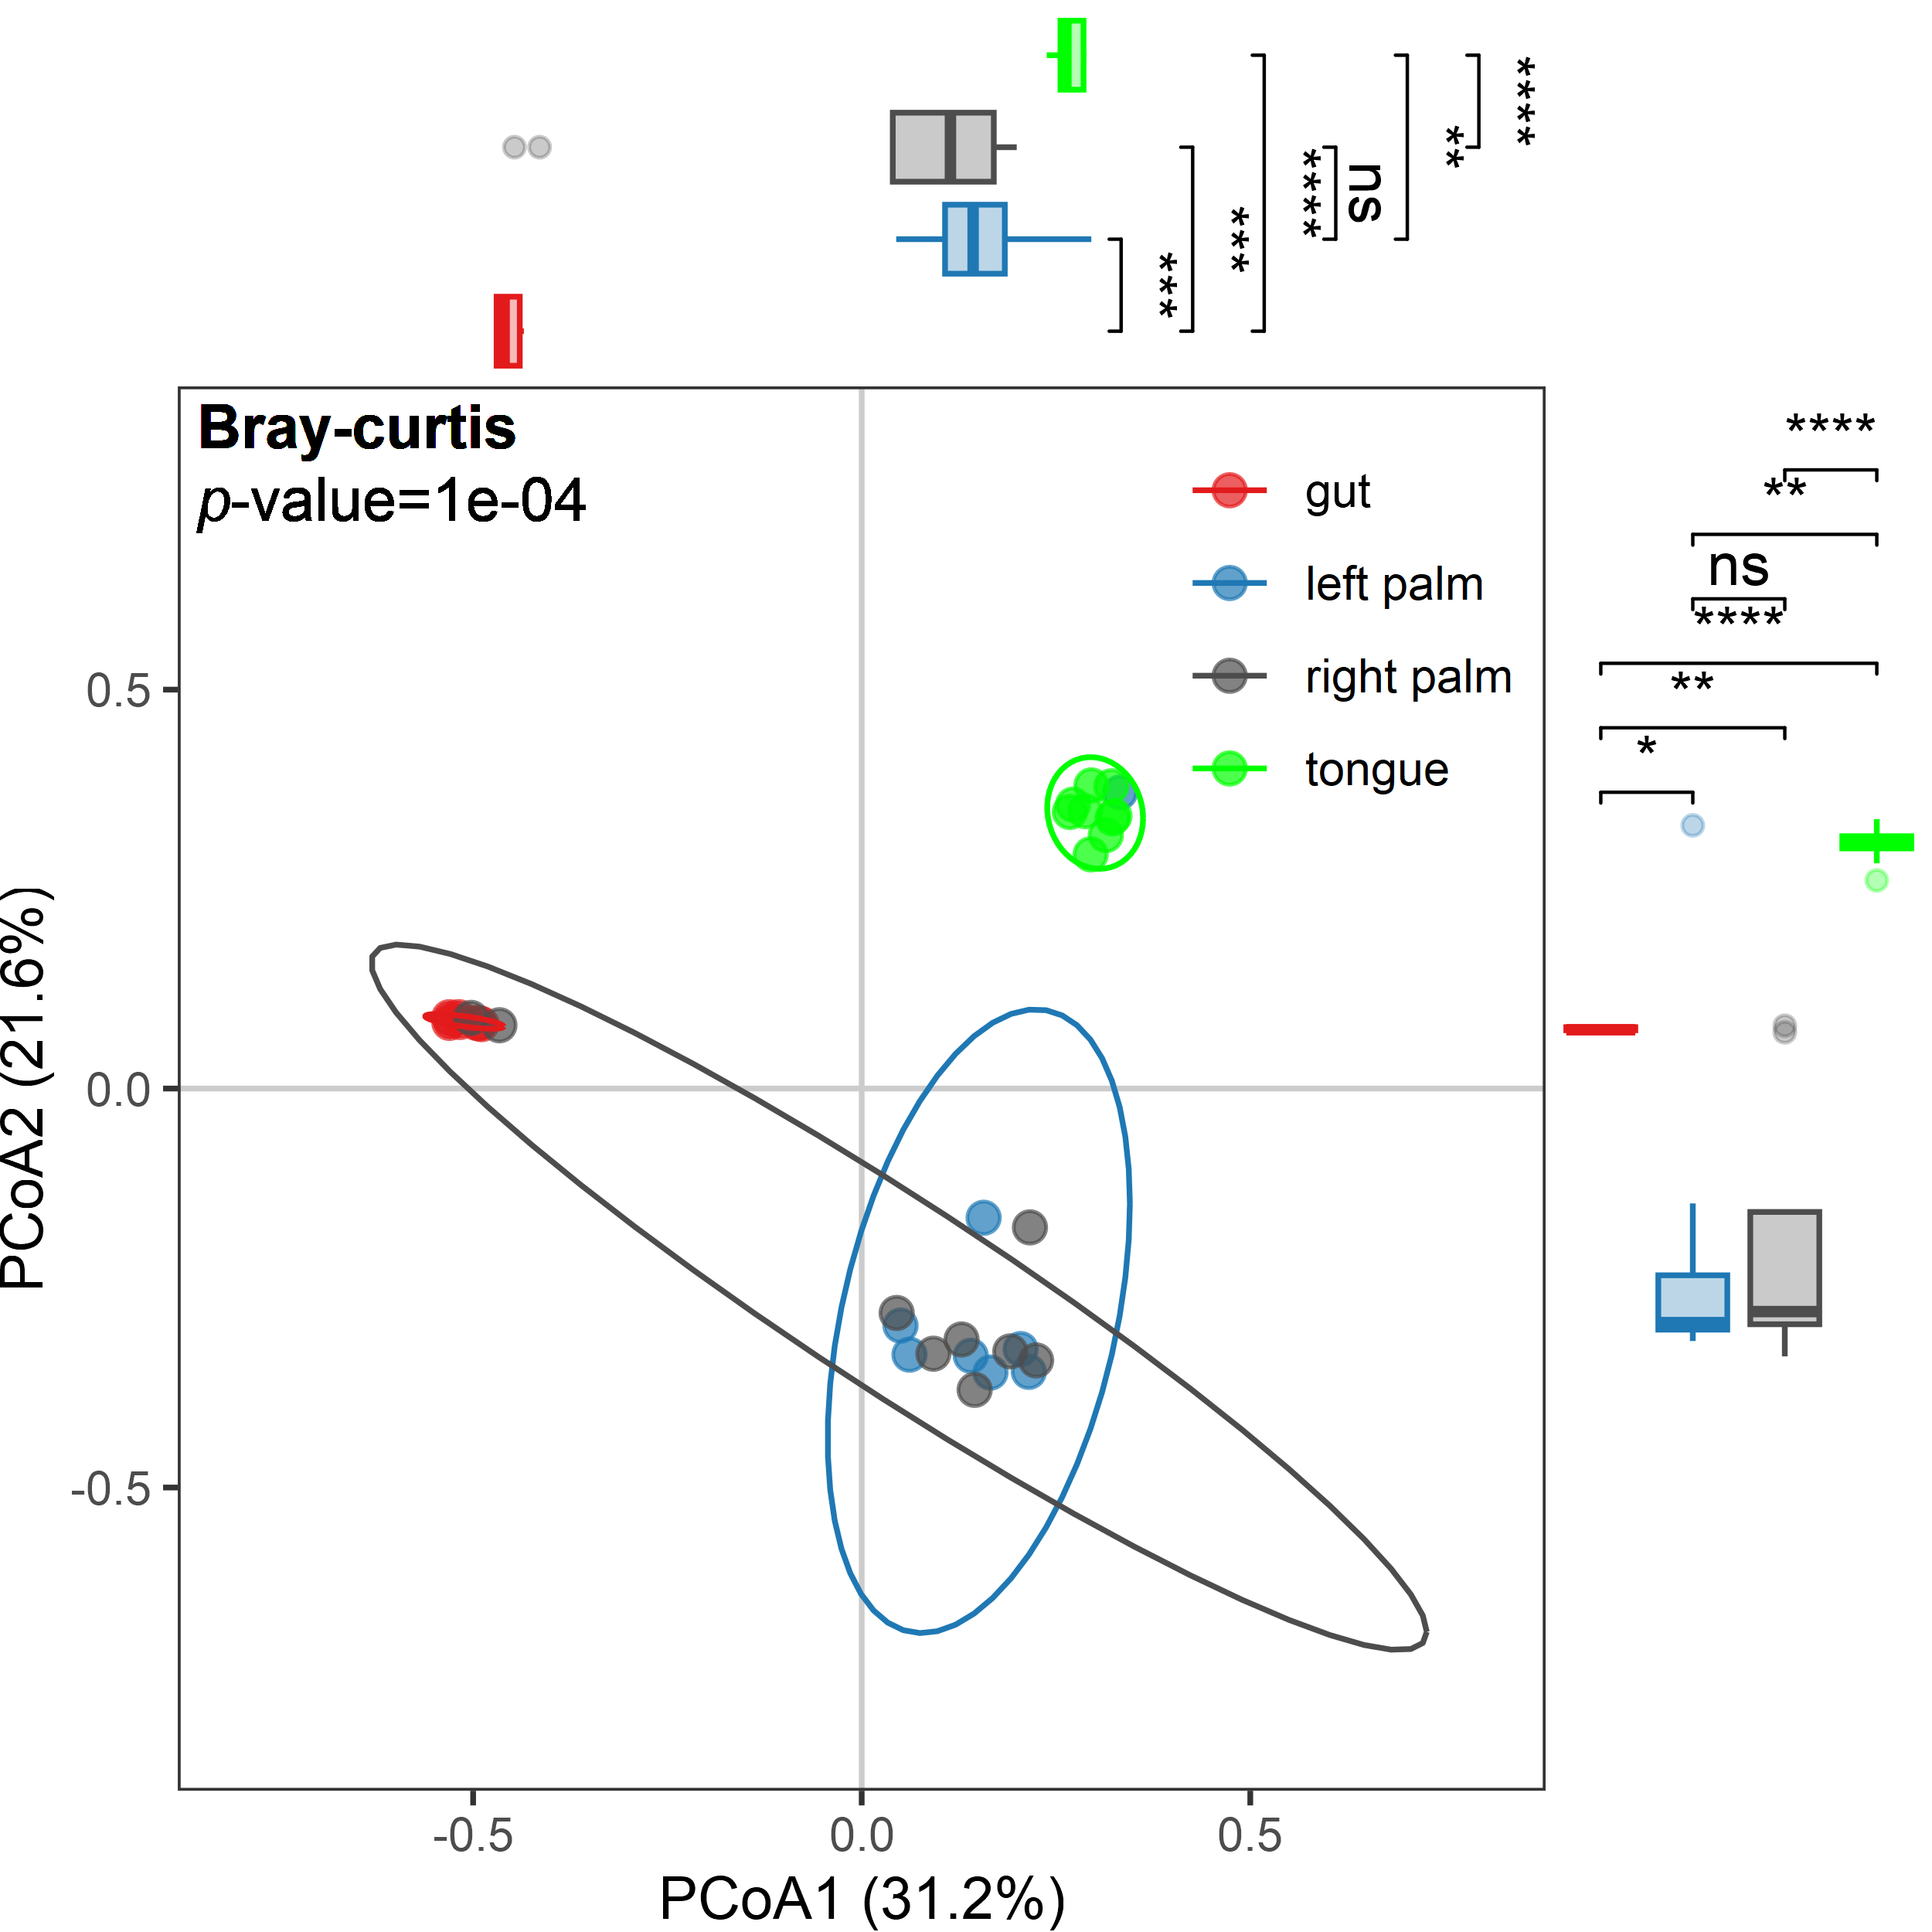 ****
**
ns
****
***
***
Bray-curtis
p-value=1e-04
gut
left palm
right palm
tongue
****
**
ns
****
**
*
PCoA2 (21.6%)
0.5
0.0
-0.5
-0.5
0.0
0.5
PCoA1 (31.2%)